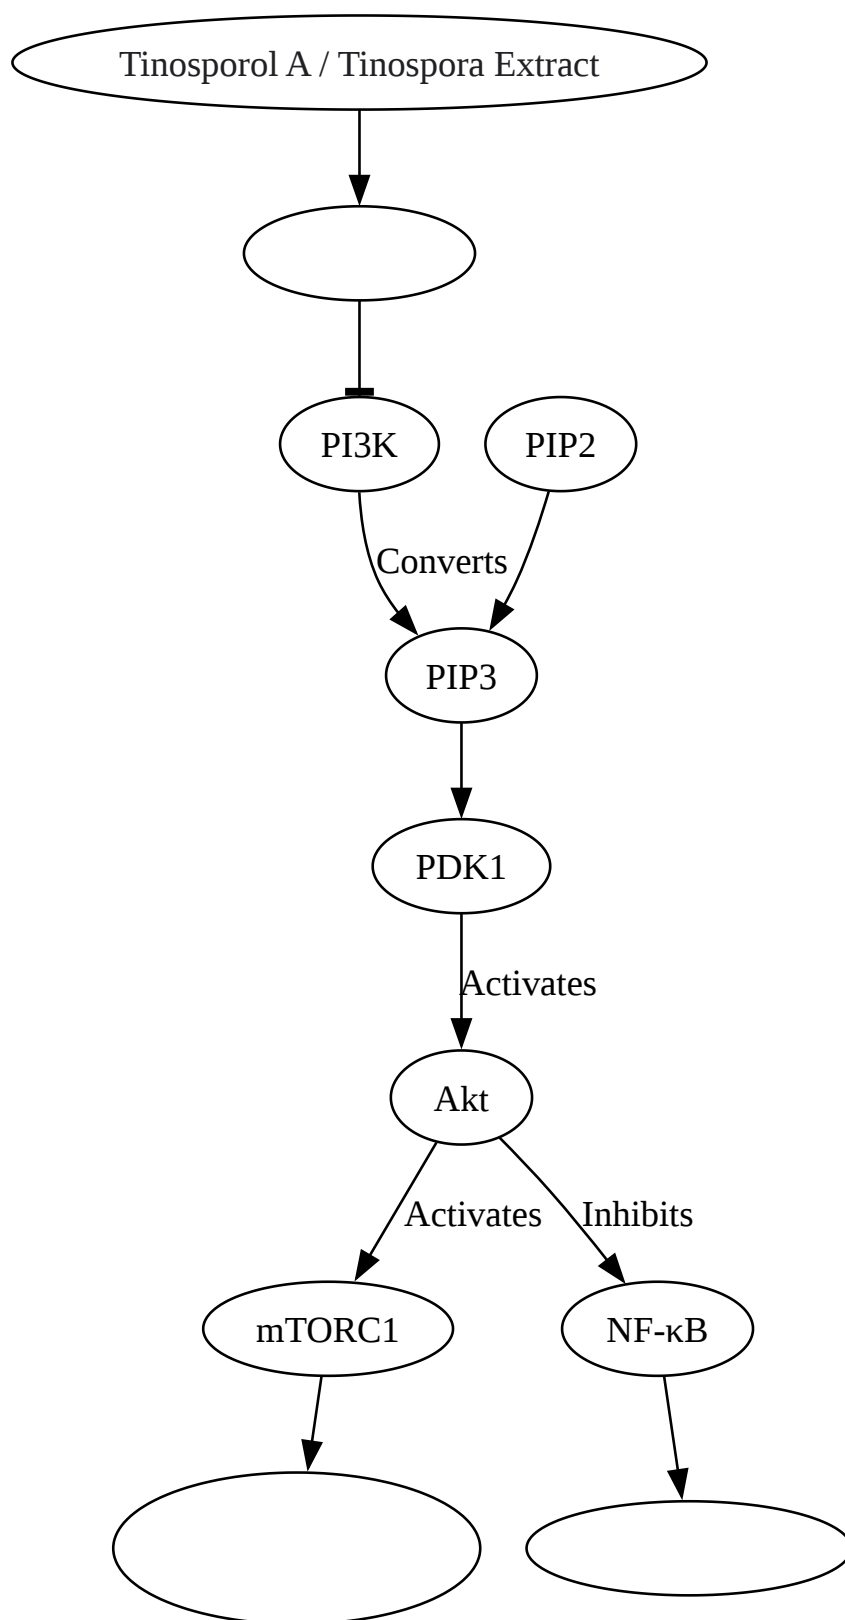 Tinosporol A / Tinospora Extract
PI3K
PIP2
Converts
PIP3
PDK1
Activates
Akt
Activates
Inhibits
mTORC1
NF-κB